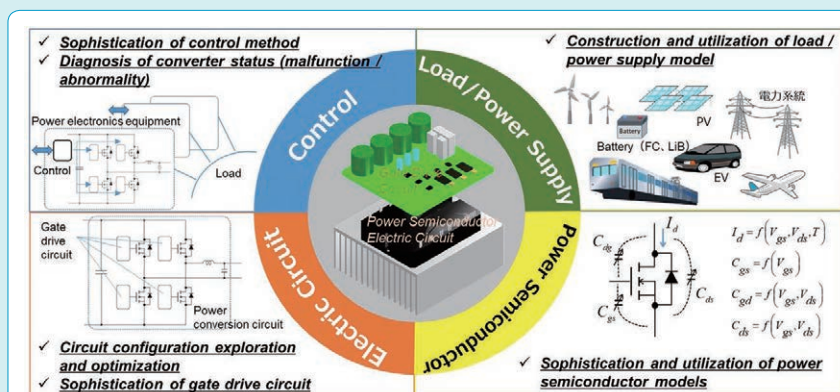 ✓ Sophistication of control method
✓ Diagnosis of converter status (malfunction /
abnormality)
Power electronics equipment
Control
Load
Control
Load/Power Supply
✓ Construction and utilization of load /
power supply model
電力系統
PV
Battery
Battery (FC、LiB)
EV
Power Semiconductor
Electric Circuit
Gate
drive
circuit
Power
conversion circuit
✓ Circuit configuration exploration
and optimization
✓ Sophistication of gate drive circuit
Electric Circuit
Power Semiconductor
I_d
C_dg
C_gs
C_ds
I_d = f(V_gs, V_ds, T)
C_gs = f(V_gs)
C_gd = f(V_gs, V_ds)
C_ds = f(V_gs, V_ds)
✓ Sophistication and utilization of power
semiconductor models